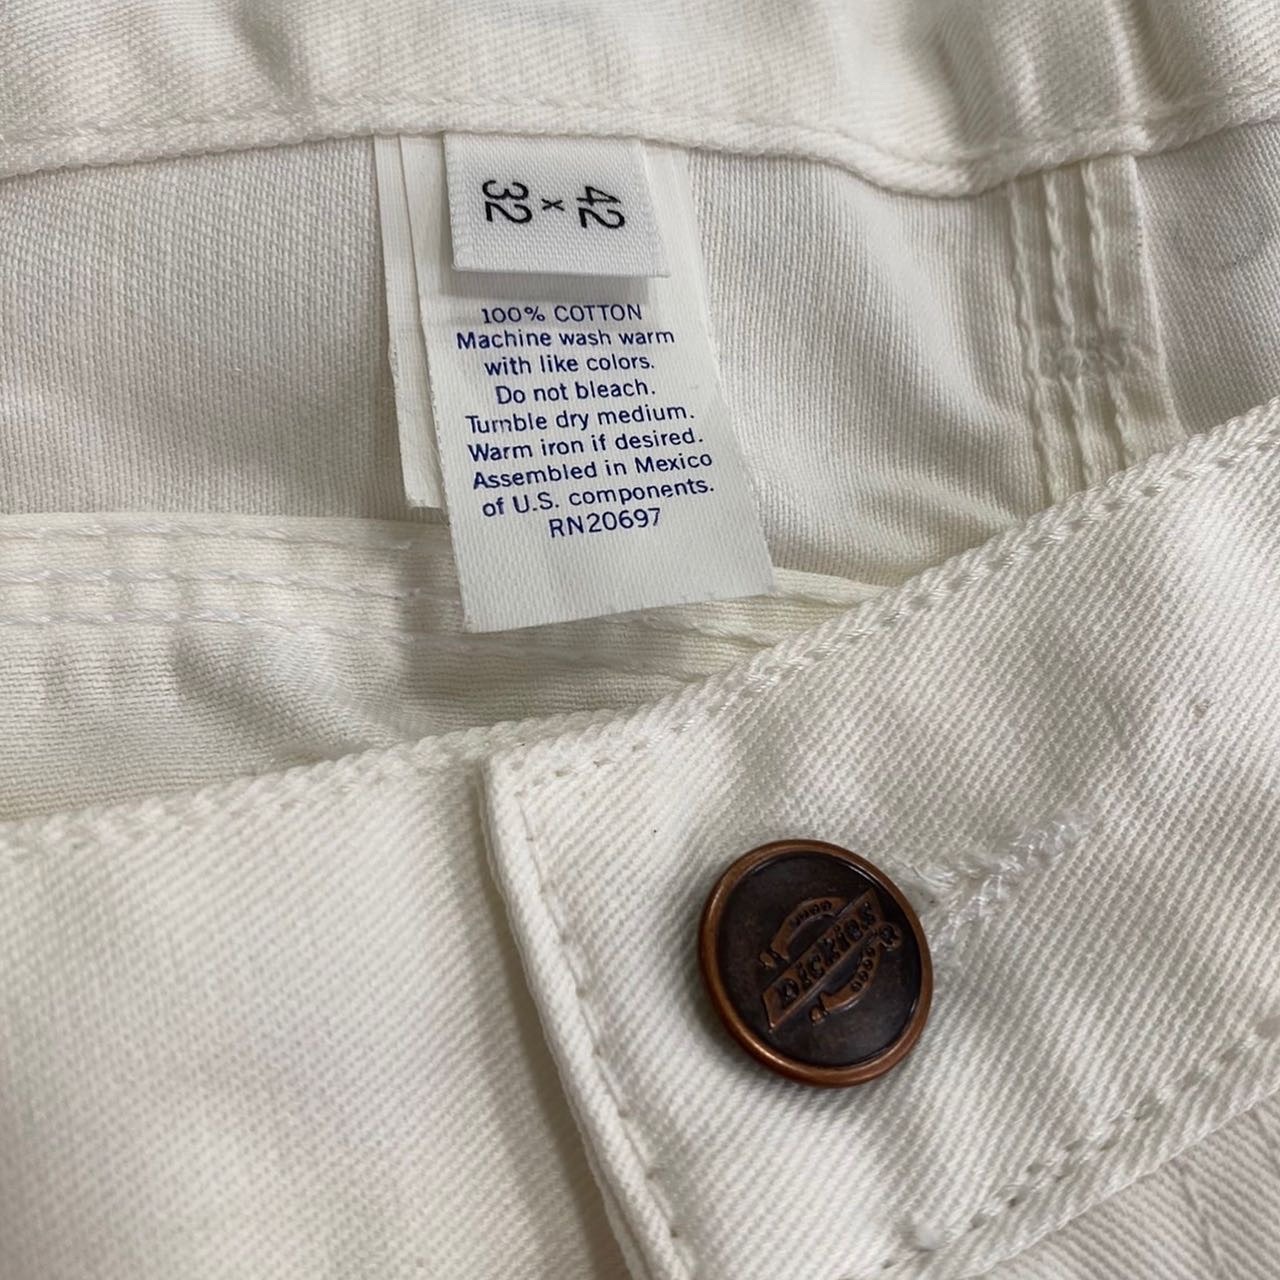 42
x
32
100% COTTON
Machine wash warm
with like colors.
Do not bleach.
Tumble dry medium.
Warm iron if desired.
Assembled in Mexico
of U.S. components.
RN20697
Dickies